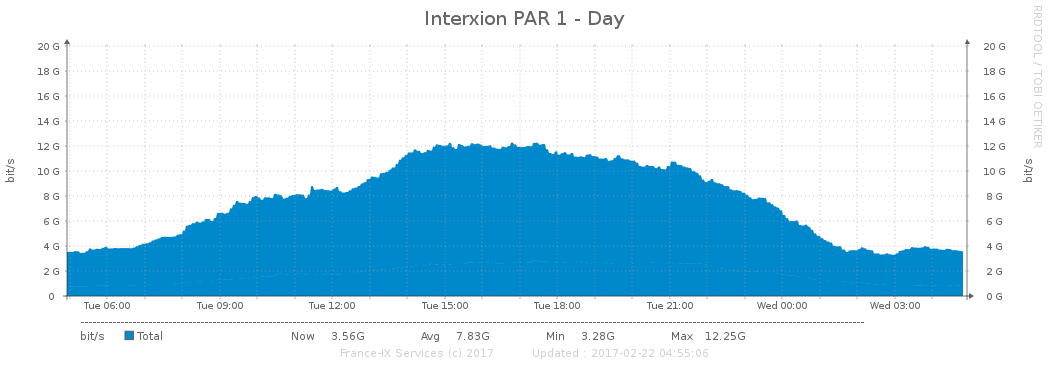 Interxion PAR 1 - Day
RRDTOOL / TOBI OETIKER
bit/s
20 G 20 G
18 G 18 G
16 G 16 G
14 G 14 G
12 G 12 G
10 G 10 G
8 G 8 G
6 G 6 G
4 G 4 G
2 G 2 G
0 0 G
bit/s
Tue 06:00 Tue 09:00 Tue 12:00 Tue 15:00 Tue 18:00 Tue 21:00 Wed 00:00 Wed 03:00
bit/s Total Now 3.56G Avg 7.83G Min 3.28G Max 12.25G
France-IX Services (c) 2017 Updated : 2017-02-22 04:55:06